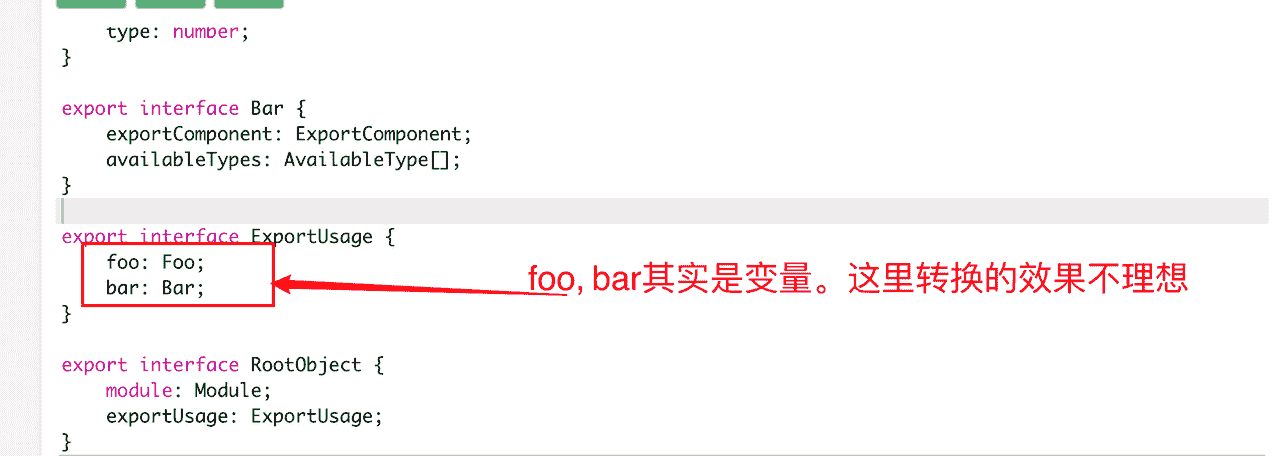 type: number;
}
export interface Bar {
exportComponent: ExportComponent;
availableTypes: AvailableType[];
}
export interface ExportUsage {
foo: Foo;
bar: Bar;
foo, bar其实是变量。这里转换的效果不理想
}
export interface RootObject {
module: Module;
exportUsage: ExportUsage;
}